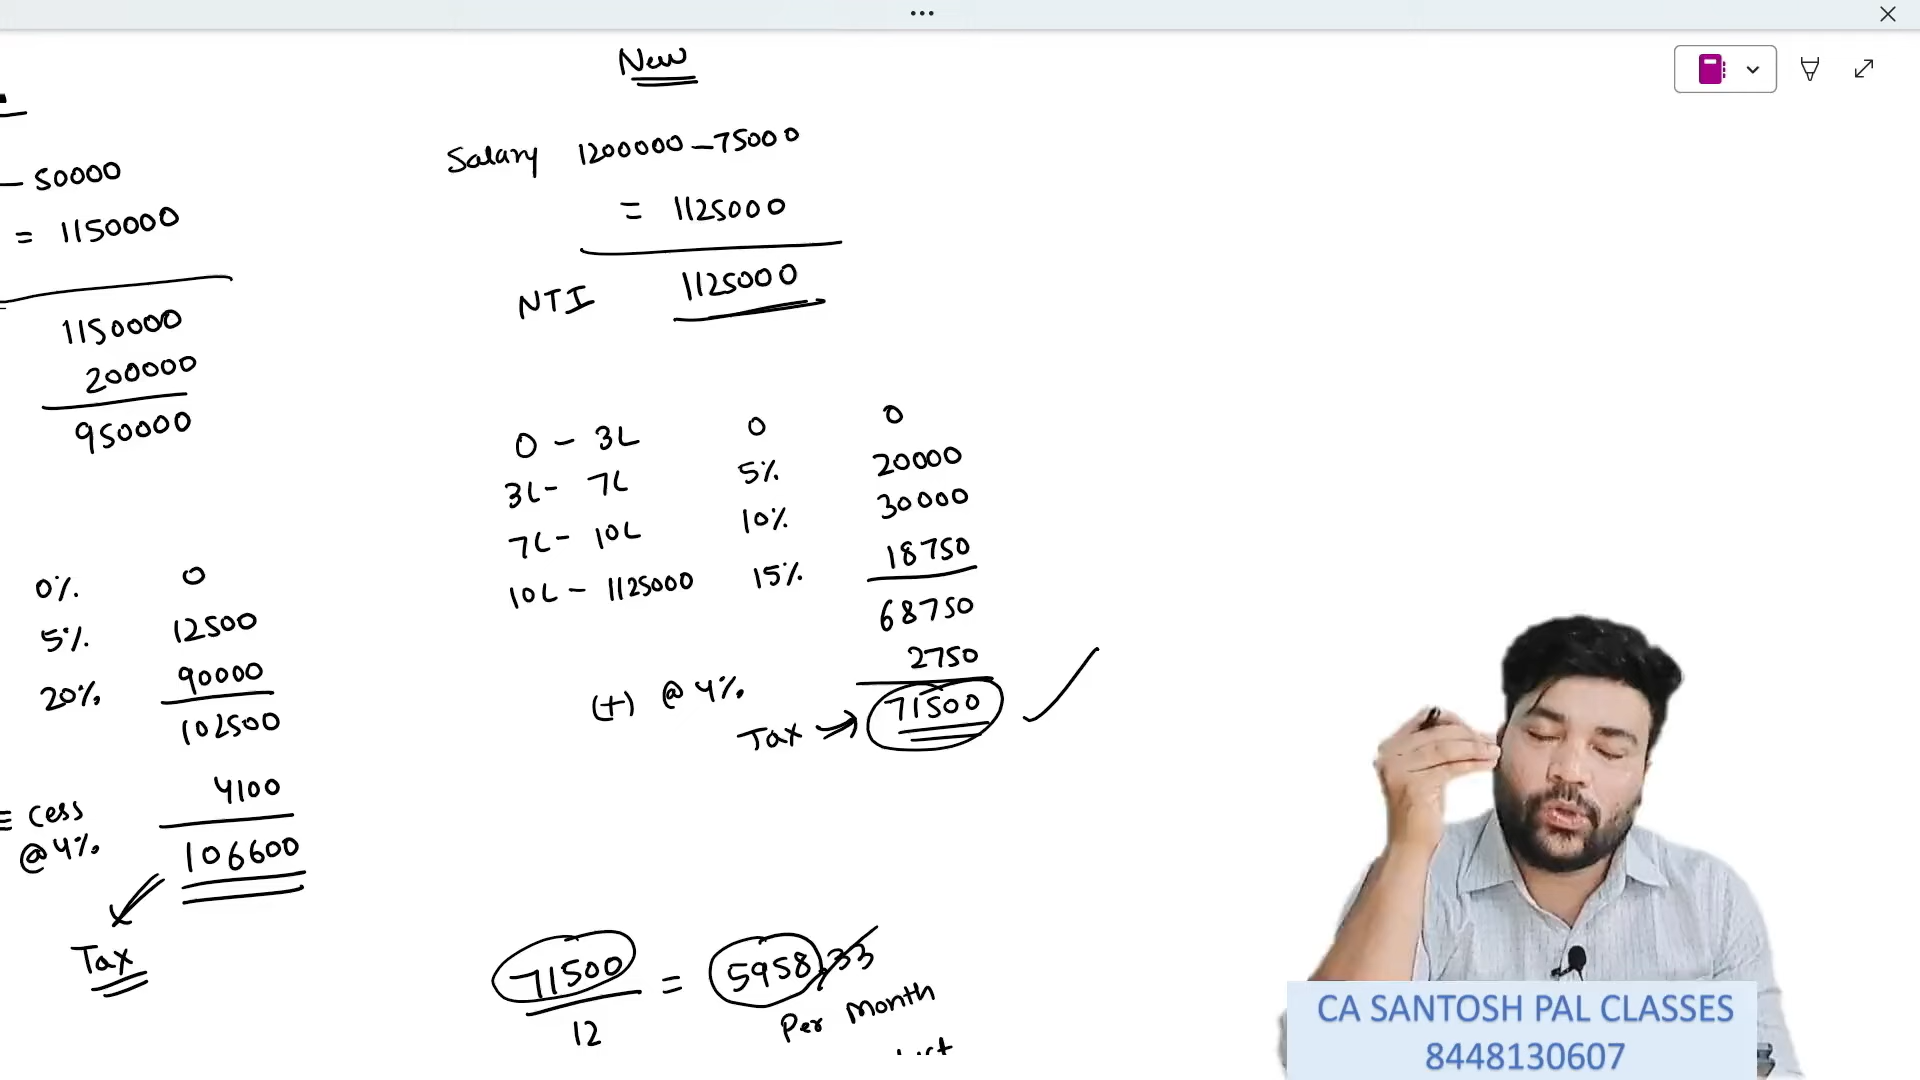 New
Salary 1200000 - 75000
= 1125000
NTI 1125000
0 - 3L 0 0
3L - 7L 5% 20000
7L - 10L 10% 30000
10L - 1125000 15% 18750
68750
(+) @ 4% 2750
Tax → 71500
71500 / 12 = 5958.33
Per Month
- 50000
= 1150000
1150000
200000
950000
0% 0
5% 12500
20% 90000
102500
Cess @ 4% 4100
106600
Tax
CA SANTOSH PAL CLASSES
8448130607